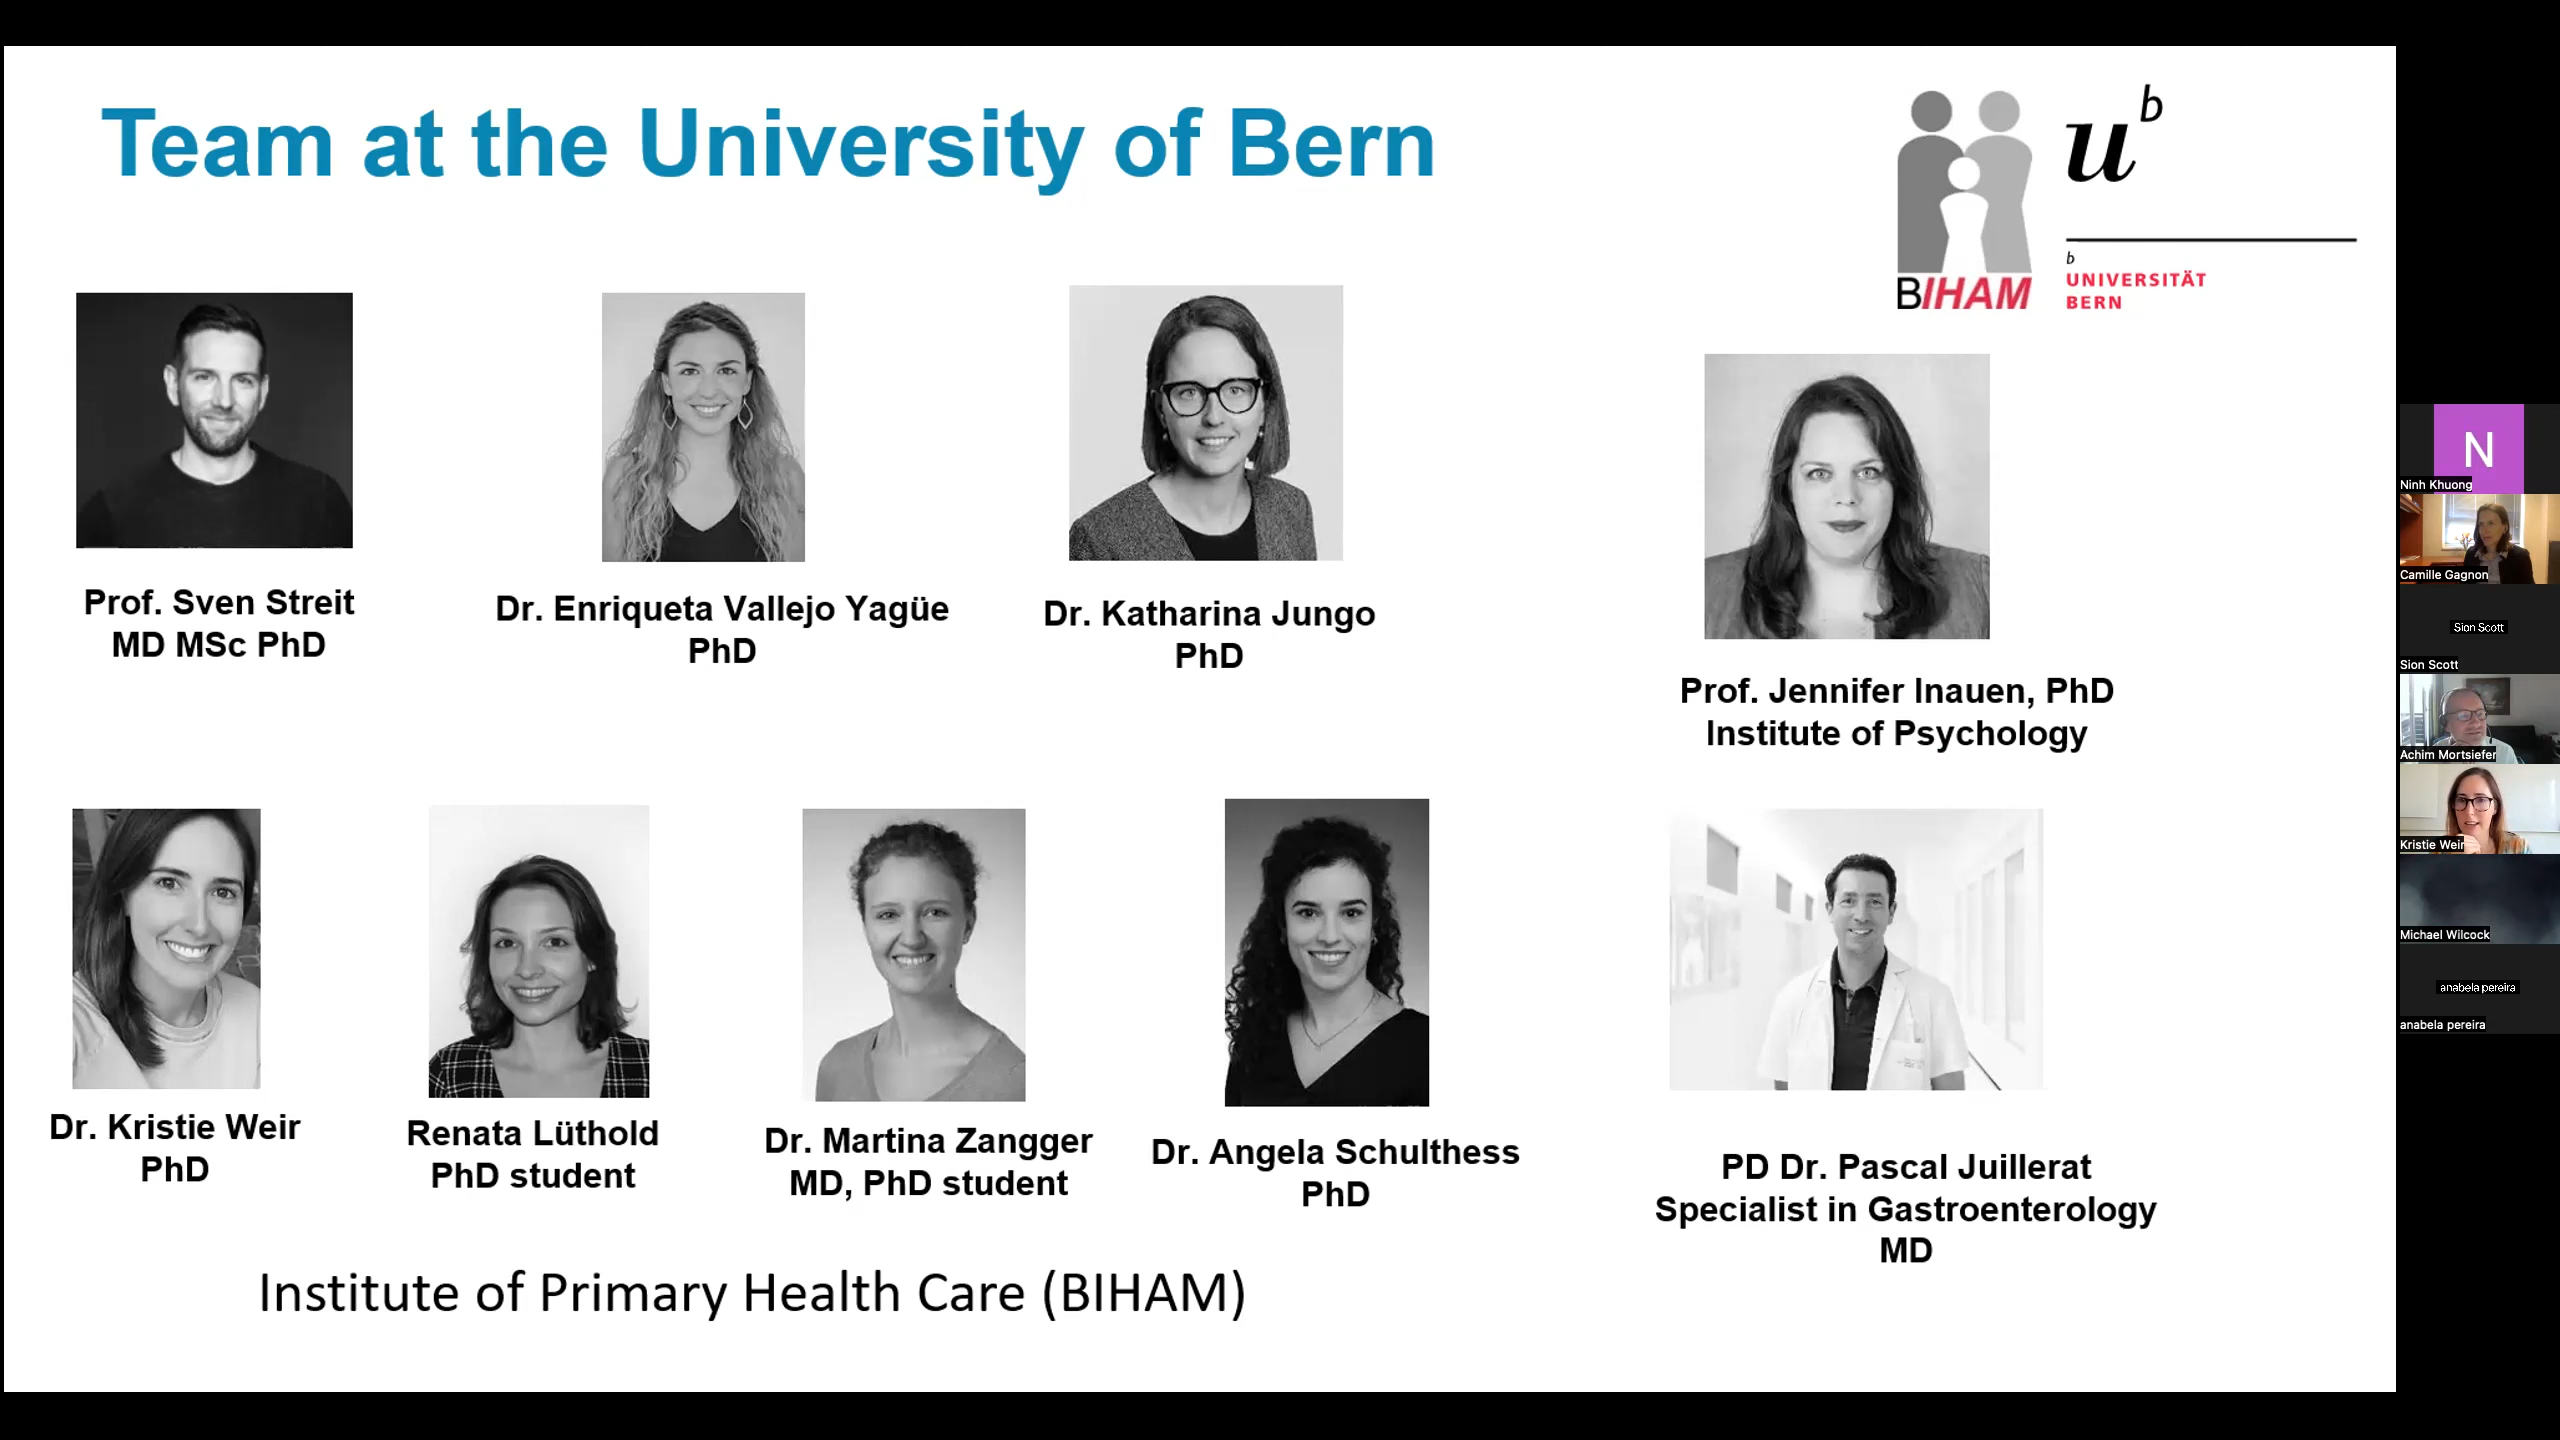 Team at the University of Bern
u
b
BIHAM
b
UNIVERSITÄT
BERN
Prof. Sven Streit
MD MSc PhD
Dr. Enriqueta Vallejo Yagüe
PhD
Dr. Katharina Jungo
PhD
Prof. Jennifer Inauen, PhD
Institute of Psychology
Dr. Kristie Weir
PhD
Renata Lüthold
PhD student
Dr. Martina Zangger
MD, PhD student
Dr. Angela Schulthess
PhD
PD Dr. Pascal Juillerat
Specialist in Gastroenterology
MD
Institute of Primary Health Care (BIHAM)
N
Ninh Khuong
Camille Gagnon
Sion Scott
Sion Scott
Achim Mortsiefer
Kristie Weir
Michael Wilcock
anabela pereira
anabela pereira